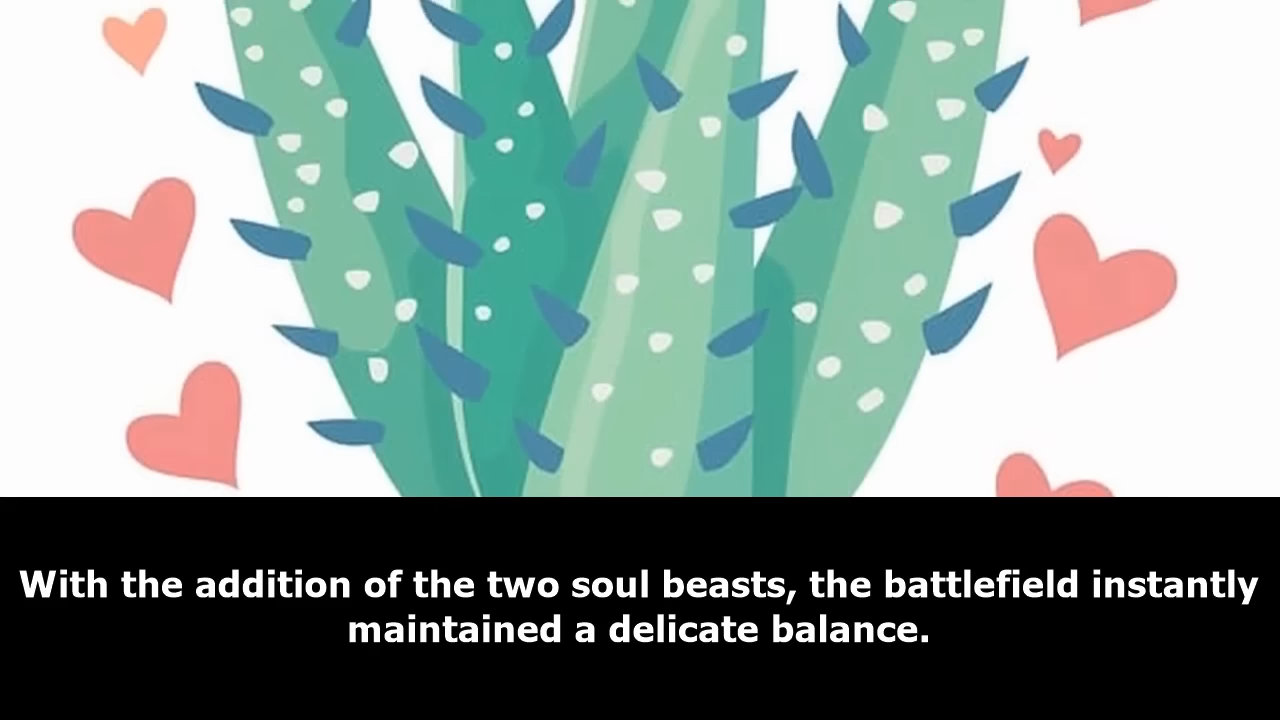 With the addition of the two soul beasts, the battlefield instantly
maintained a delicate balance.